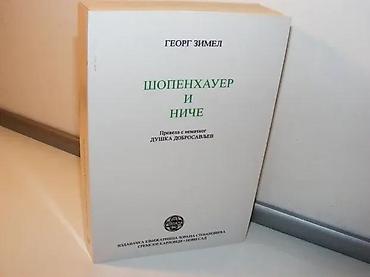 ГЕОРГ ЗИМЕЛ
ШОПЕНХАУЕР
И
НИЧЕ
Превела с немачког
ДУШКА ДОБРОСАВЉЕВ
ИЗДАВАЧКА КЊИЖАРНИЦА ЗОРАНА СТОЈАНОВИЋА
СРЕМСКИ КАРЛОВЦИ • НОВИ САД